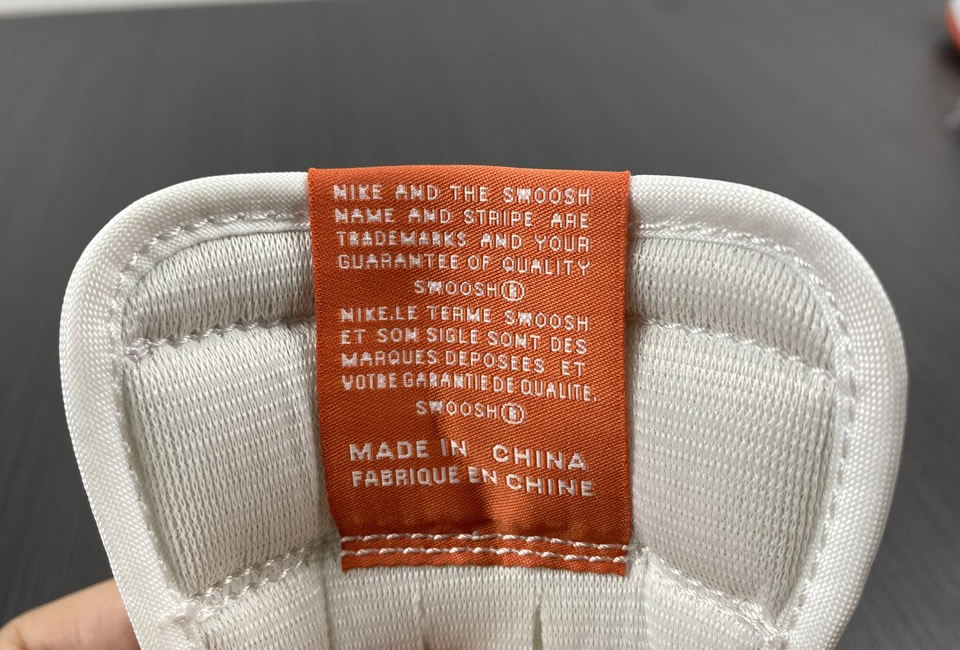 NIKE AND THE SWOOSH
NAME AND STRIPE ARE
TRADEMARKS AND YOUR
GUARANTEE OF QUALITY
SWOOSH®
NIKE.LE TERME SWOOSH
ET SON SIGLE SONT DES
MARQUES DEPOSEES ET
VOTRE GARANTIE DE QUALITE.
SWOOSH®
MADE IN CHINA
FABRIQUE EN CHINE